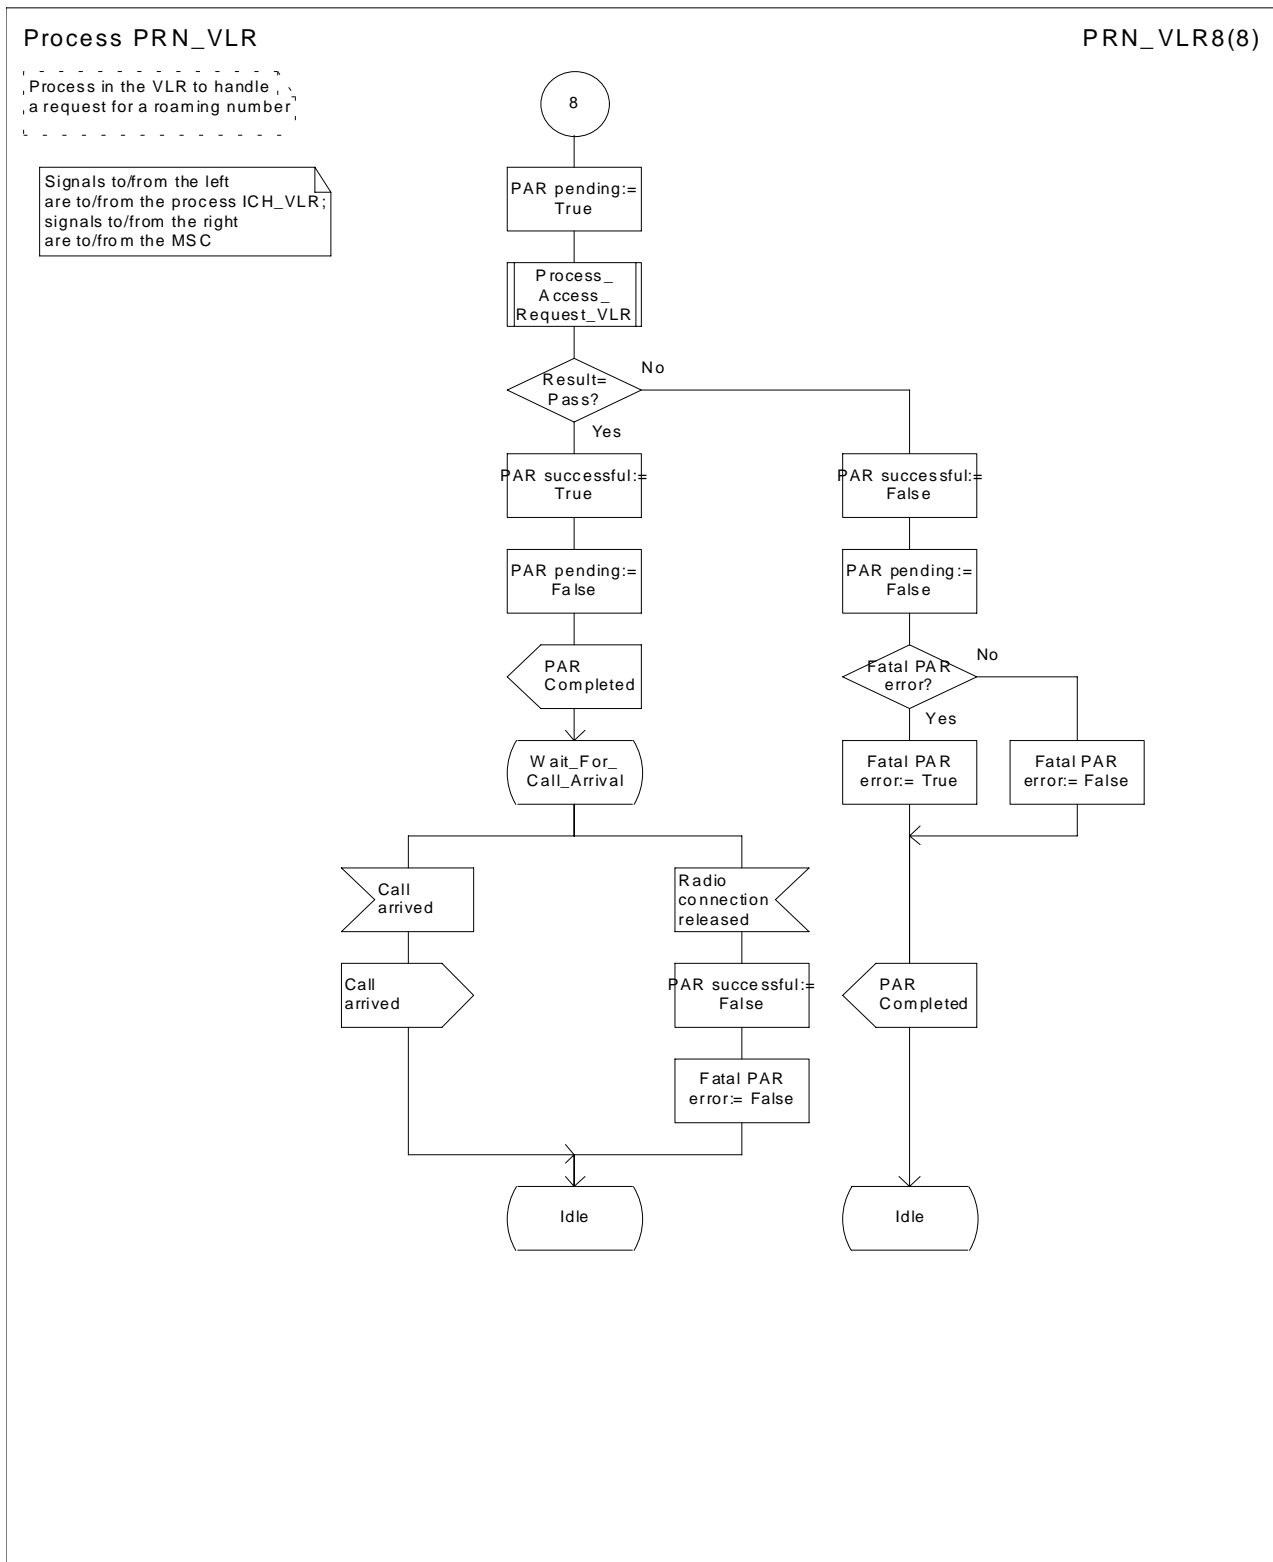 Process PRN_VLR
PRN_VLR8(8)
Process in the VLR to handle
a request for a roaming number
Signals to/from the left
are to/from the process ICH_VLR;
signals to/from the right
are to/from the MSC
8
PAR pending:=
True
Process_
Access_
Request_VLR
Result=
Pass?
No
Yes
PAR successful:=
True
PAR successful:=
False
PAR pending:=
False
PAR pending:=
False
PAR
Completed
Fatal PAR
error?
No
Yes
Wait_For_
Call_Arrival
Fatal PAR
error:= True
Fatal PAR
error:= False
Call
arrived
Radio
connection
released
Call
arrived
PAR successful:=
False
PAR
Completed
Fatal PAR
error:= False
Idle
Idle